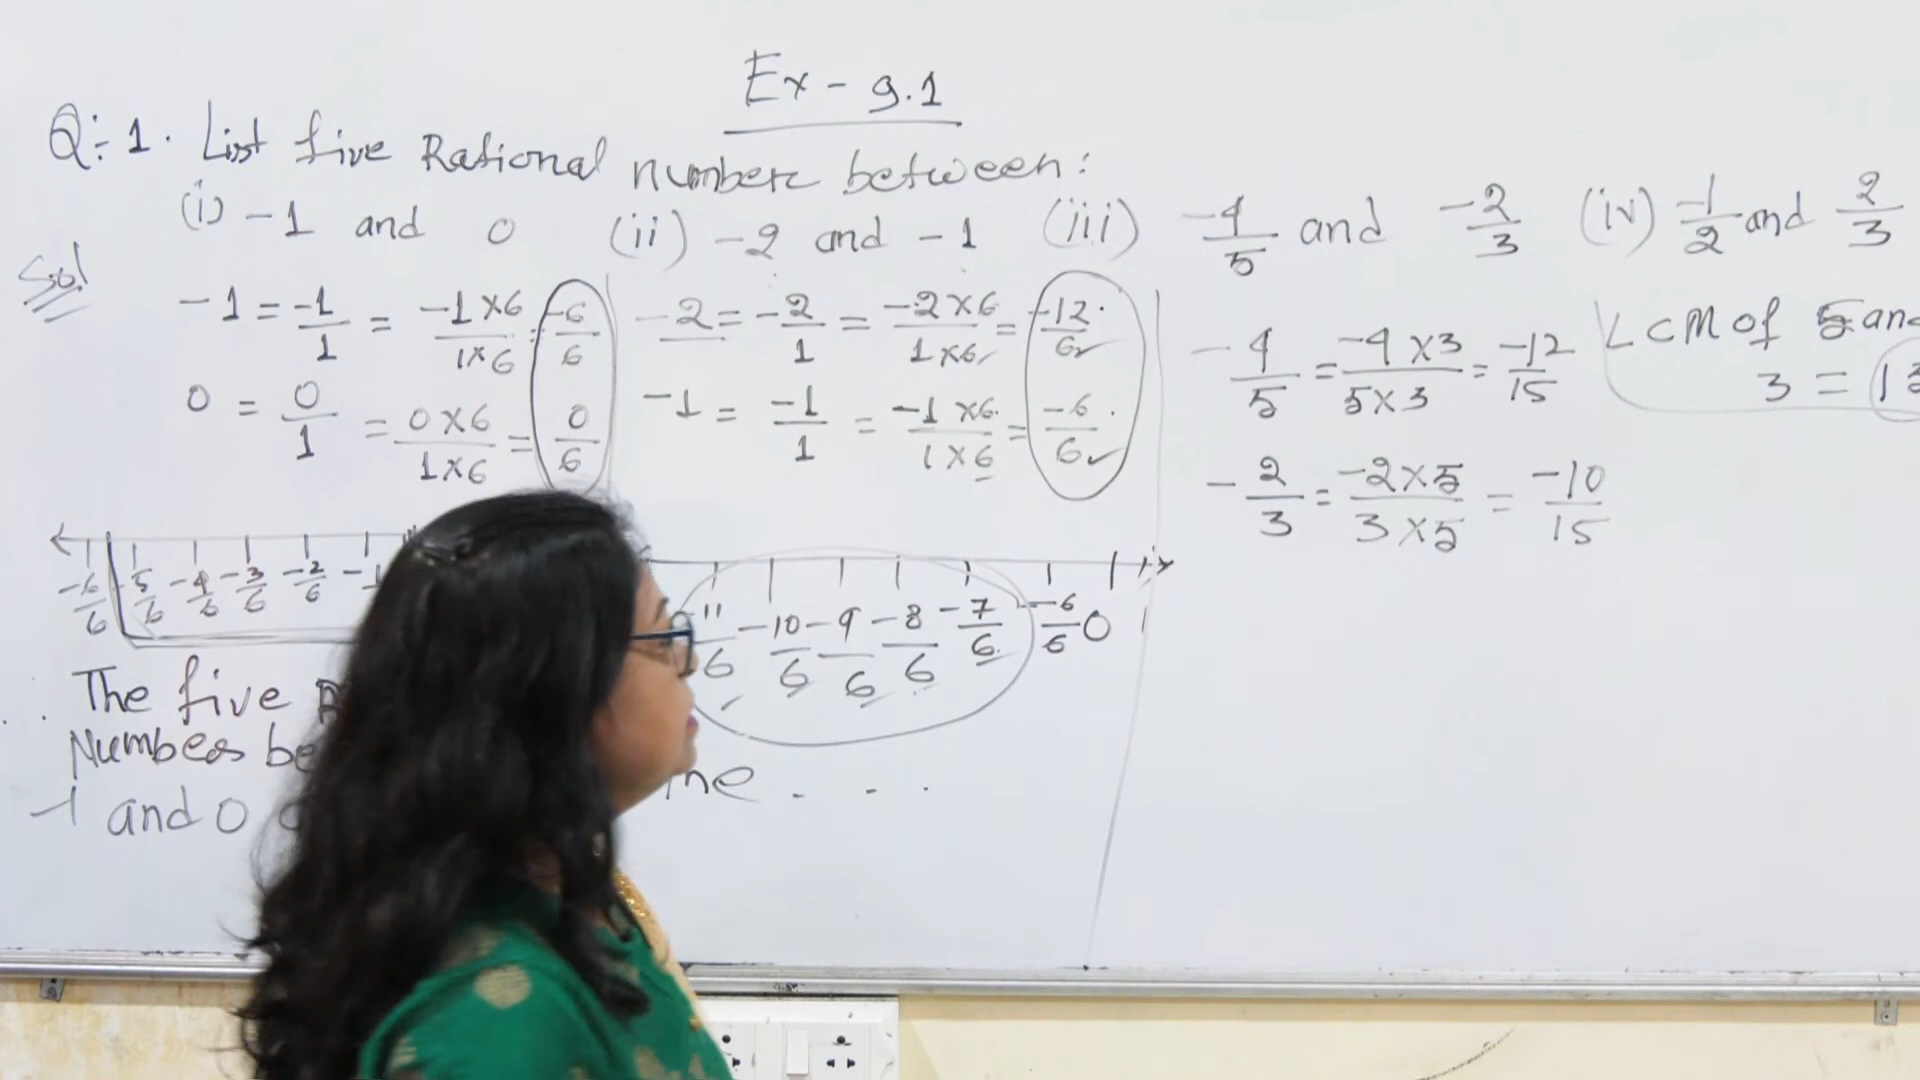 Ex - 9.1
Q:- 1. List five Rational numbers between:
(i) -1 and 0 (ii) -2 and -1 (iii) -4/5 and -2/3 (iv) -1/2 and 2/3
Sol
-1 = -1/1 = -1×6/1×6 = -6/6
0 = 0/1 = 0×6/1×6 = 0/6
-6/6 -5/6 -4/6 -3/6 -2/6
The five
Numbers
-1 and 0
-2 = -2/1 = -2×6/1×6 = -12/6
-1 = -1/1 = -1×6/1×6 = -6/6
-11/6 -10/6 -9/6 -8/6 -7/6 -6/6 0
- - .
-4/5 = -4×3/5×3 = -12/15
-2/3 = -2×5/3×5 = -10/15
LCM of 5 and
3 =